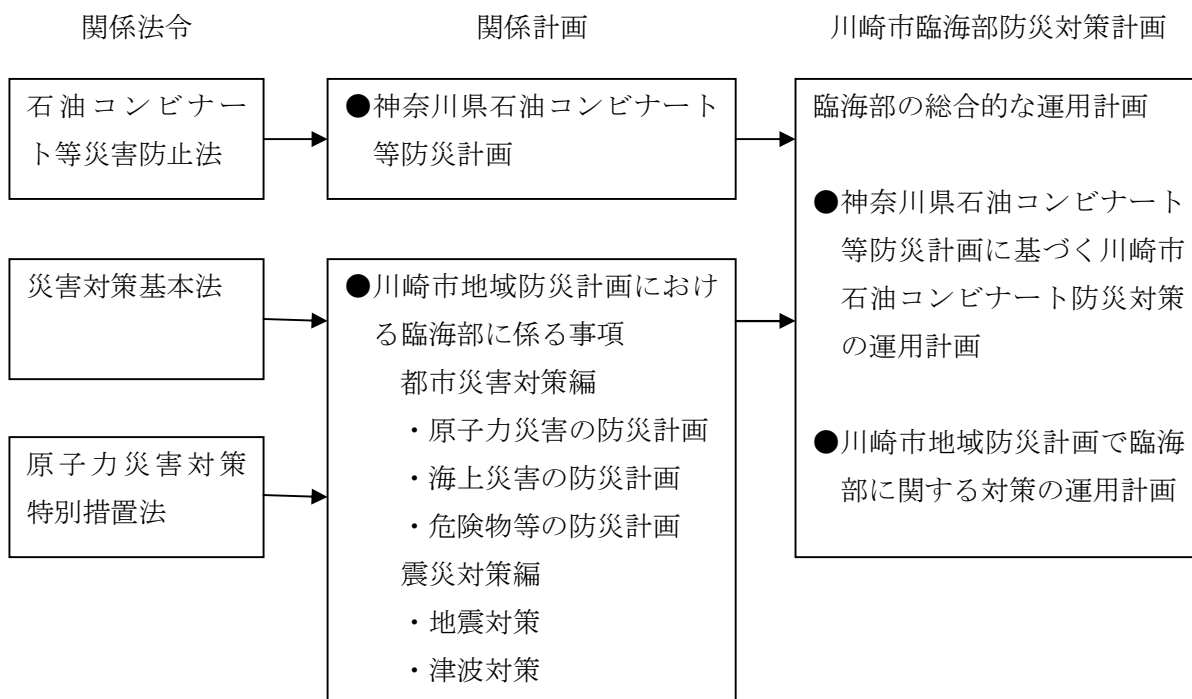 関係法令
関係計画
川崎市臨海部防災対策計画
石油コンビナー
ト等災害防止法
●神奈川県石油コンビナート
等防災計画
臨海部の総合的な運用計画
●神奈川県石油コンビナート
等防災計画に基づく川崎市
石油コンビナート防災対策
の運用計画
●川崎市地域防災計画で臨海
部に関する対策の運用計画
災害対策基本法
●川崎市地域防災計画におけ
る臨海部に係る事項
都市災害対策編
・原子力災害の防災計画
・海上災害の防災計画
・危険物等の防災計画
震災対策編
・地震対策
・津波対策
原子力災害対策
特別措置法